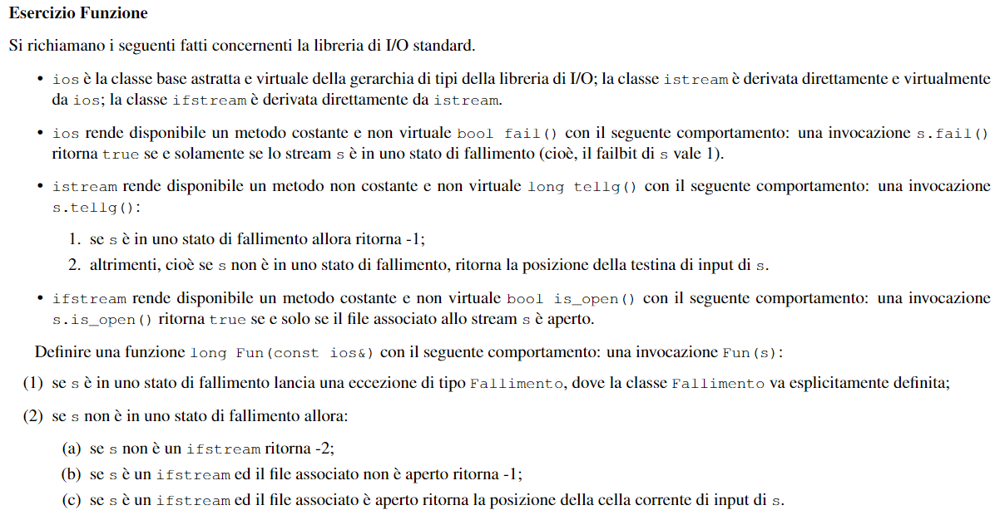 Esercizio Funzione
Si richiamano i seguenti fatti concernenti la libreria di I/O standard.
• ios è la classe base astratta e virtuale della gerarchia di tipi della libreria di I/O; la classe istream è derivata direttamente e virtualmente
da ios; la classe ifstream è derivata direttamente da istream.
• ios rende disponibile un metodo costante e non virtuale bool fail() con il seguente comportamento: una invocazione s.fail()
ritorna true se e solamente se lo stream s è in uno stato di fallimento (cioè, il failbit di s vale 1).
• istream rende disponibile un metodo non costante e non virtuale long tellg() con il seguente comportamento: una invocazione
s.tellg():
1. se s è in uno stato di fallimento allora ritorna -1;
2. altrimenti, cioè se s non è in uno stato di fallimento, ritorna la posizione della testina di input di s.
• ifstream rende disponibile un metodo costante e non virtuale bool is_open() con il seguente comportamento: una invocazione
s.is_open() ritorna true se e solo se il file associato allo stream s è aperto.
Definire una funzione long Fun(const ios&) con il seguente comportamento: una invocazione Fun(s):
(1) se s è in uno stato di fallimento lancia una eccezione di tipo Fallimento, dove la classe Fallimento va esplicitamente definita;
(2) se s non è in uno stato di fallimento allora:
(a) se s non è un ifstream ritorna -2;
(b) se s è un ifstream ed il file associato non è aperto ritorna -1;
(c) se s è un ifstream ed il file associato è aperto ritorna la posizione della cella corrente di input di s.